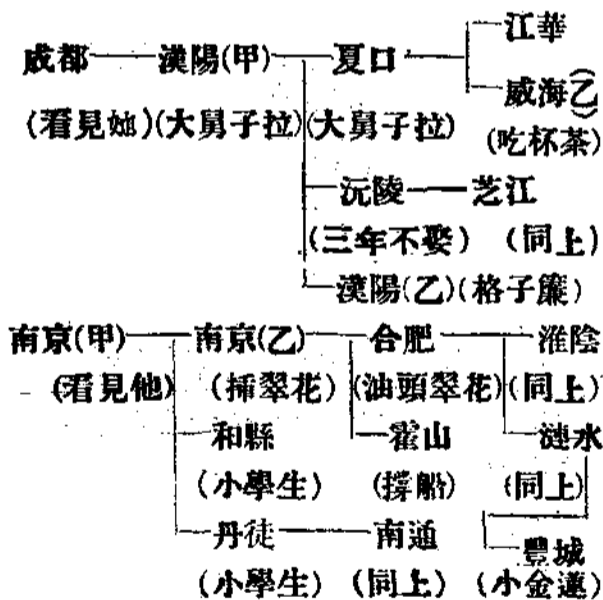 江華
成都 漢陽(甲) 夏口
威海(乙)
(看見她)(大舅子拉)(大舅子拉)
(吃杯茶)
沅陵 芷江
(三年不娶) (同上)
漢陽(乙)(格子簾)
南京(甲) 南京(乙) 合肥 淮陰
(看見他) (插翠花) (油頭翠花)(同上)
和縣 霍山 漣水
(小學生) (撐船) (同上)
丹徒 南通 豐城
(小學生) (同上) (小金蓮)